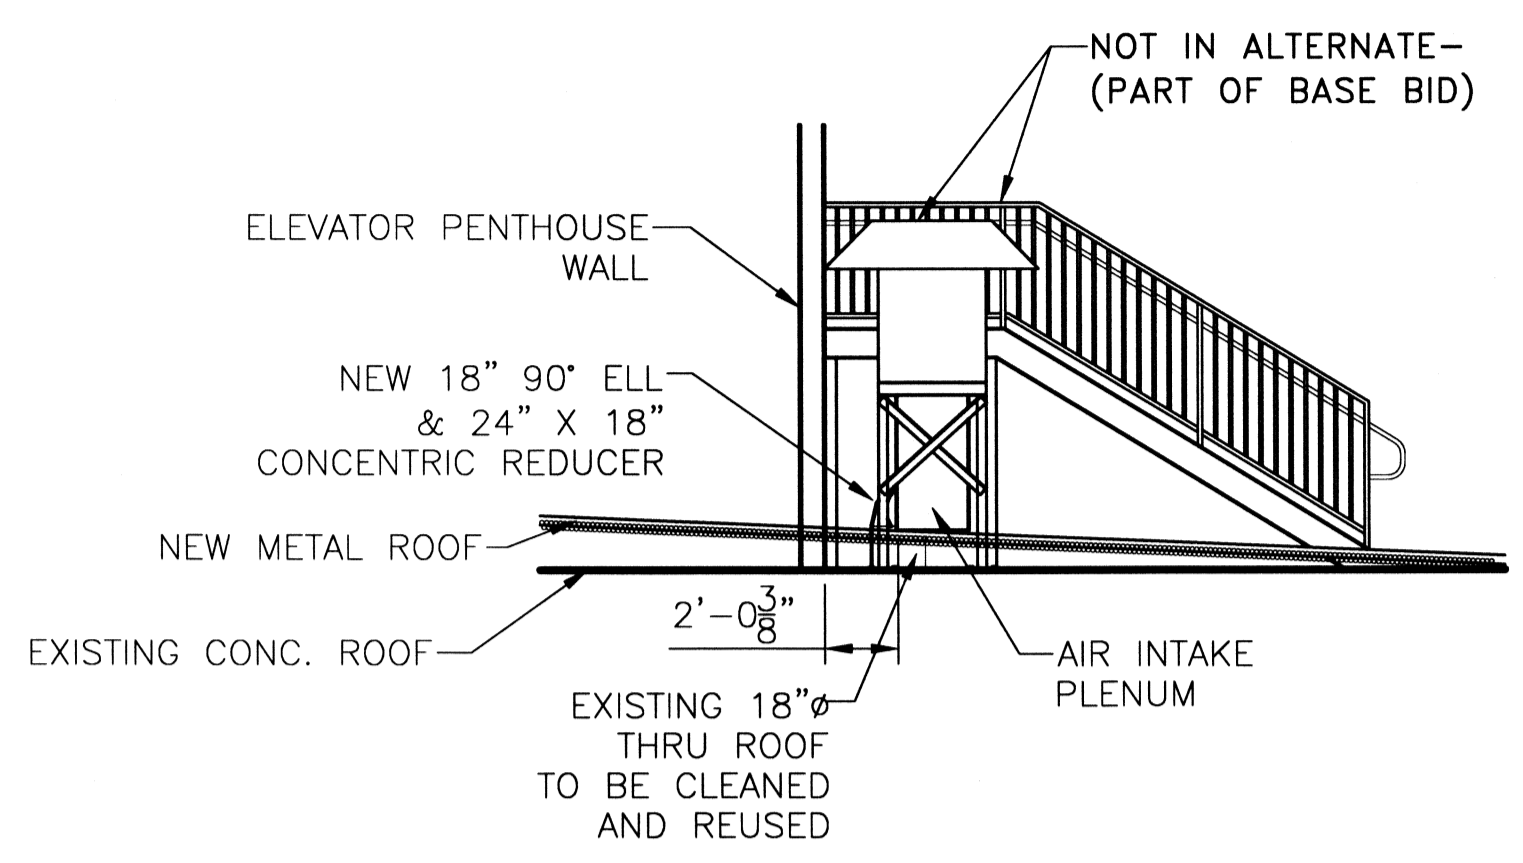 NOT IN ALTERNATE–
(PART OF BASE BID)
ELEVATOR PENTHOUSE
WALL
NEW 18” 90° ELL
& 24” X 18”
CONCENTRIC REDUCER
NEW METAL ROOF
2'–0 3/8”
EXISTING CONC. ROOF
AIR INTAKE
PLENUM
EXISTING 18”ø
THRU ROOF
TO BE CLEANED
AND REUSED